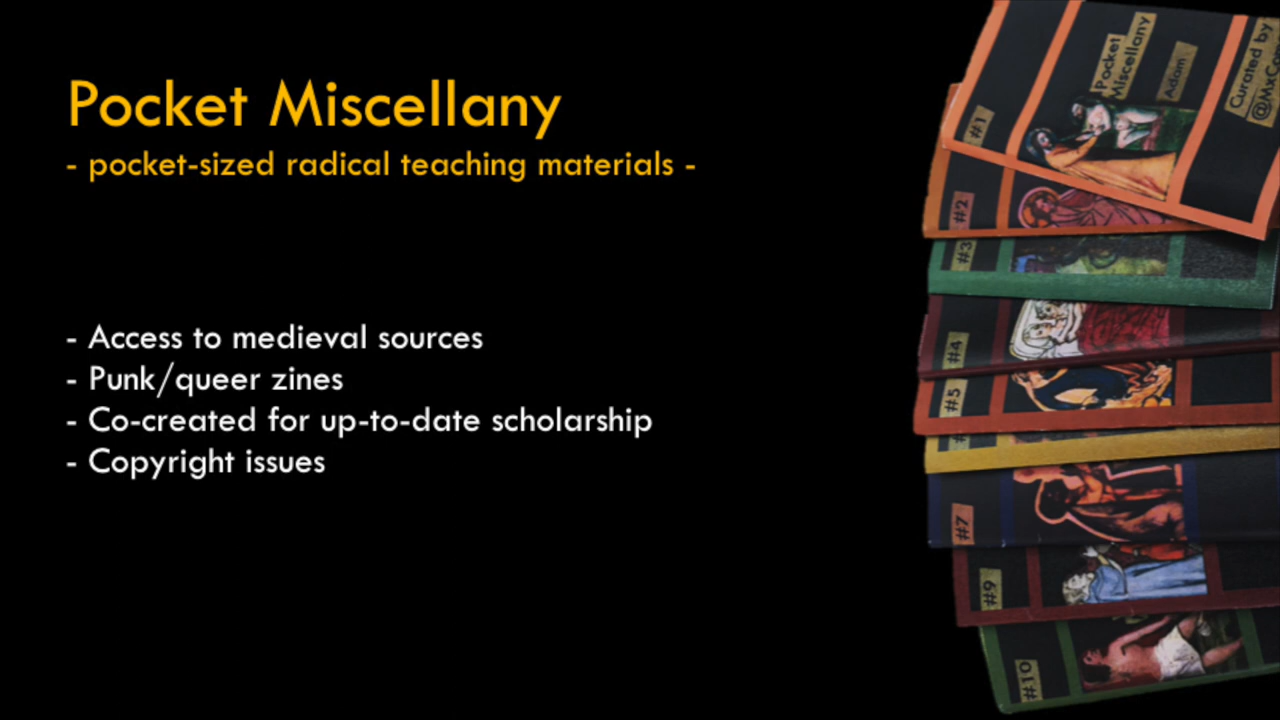 Pocket Miscellany
- pocket-sized radical teaching materials -
- Access to medieval sources
- Punk/queer zines
- Co-created for up-to-date scholarship
- Copyright issues
#1
Pocket
Miscellany
Adam
Curated by
#2
#3
#4
#5
#7
#9
#10